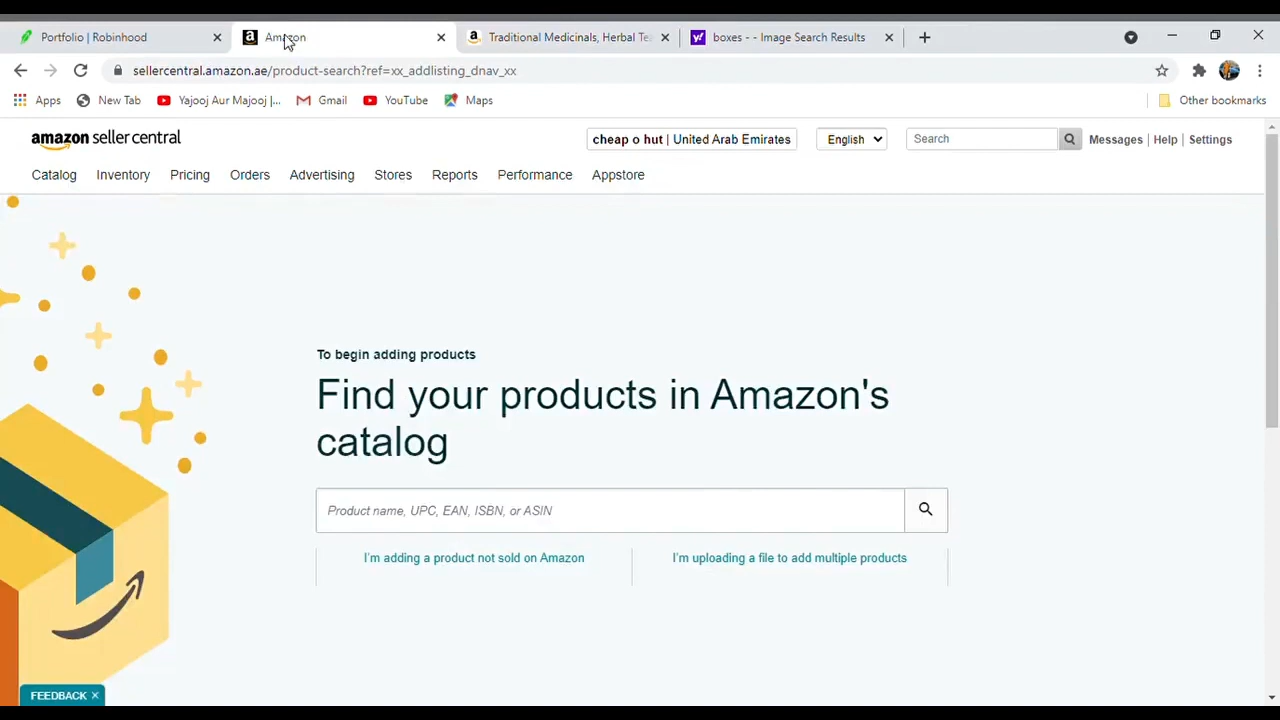 Portfolio | Robinhood
Amazon
Traditional Medicinals, Herbal Te
boxes - - Image Search Results
sellercentral.amazon.ae/product-search?ref=xx_addlisting_dnav_xx
Apps
New Tab
Yajooj Aur Majooj |...
Gmail
YouTube
Maps
Other bookmarks
amazon seller central
cheap o hut | United Arab Emirates
English
Search
Messages | Help | Settings
Catalog
Inventory
Pricing
Orders
Advertising
Stores
Reports
Performance
Appstore
To begin adding products
Find your products in Amazon's
catalog
Product name, UPC, EAN, ISBN, or ASIN
I'm adding a product not sold on Amazon
I'm uploading a file to add multiple products
FEEDBACK ×